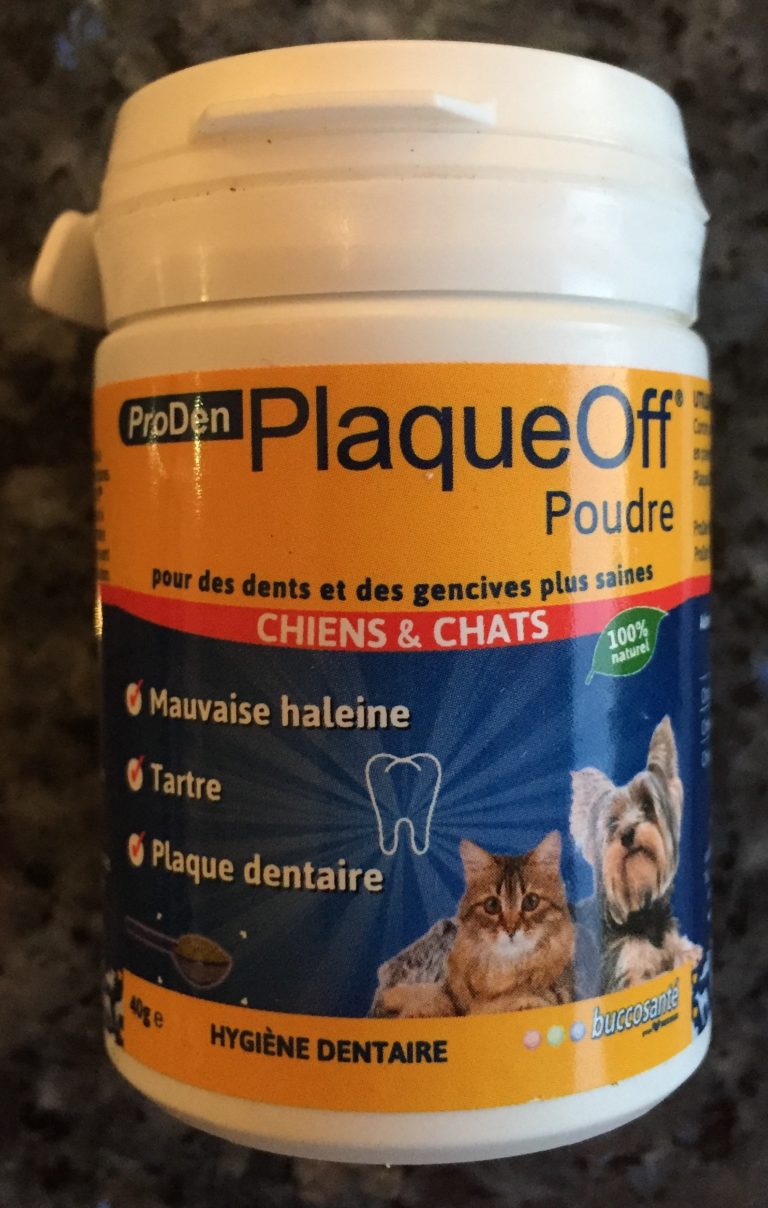 ProDen PlaqueOff®
Poudre
pour des dents et des gencives plus saines
CHIENS & CHATS
100%
naturel
Mauvaise haleine
Tartre
Plaque dentaire
40g e
HYGIÈNE DENTAIRE
buccosanté